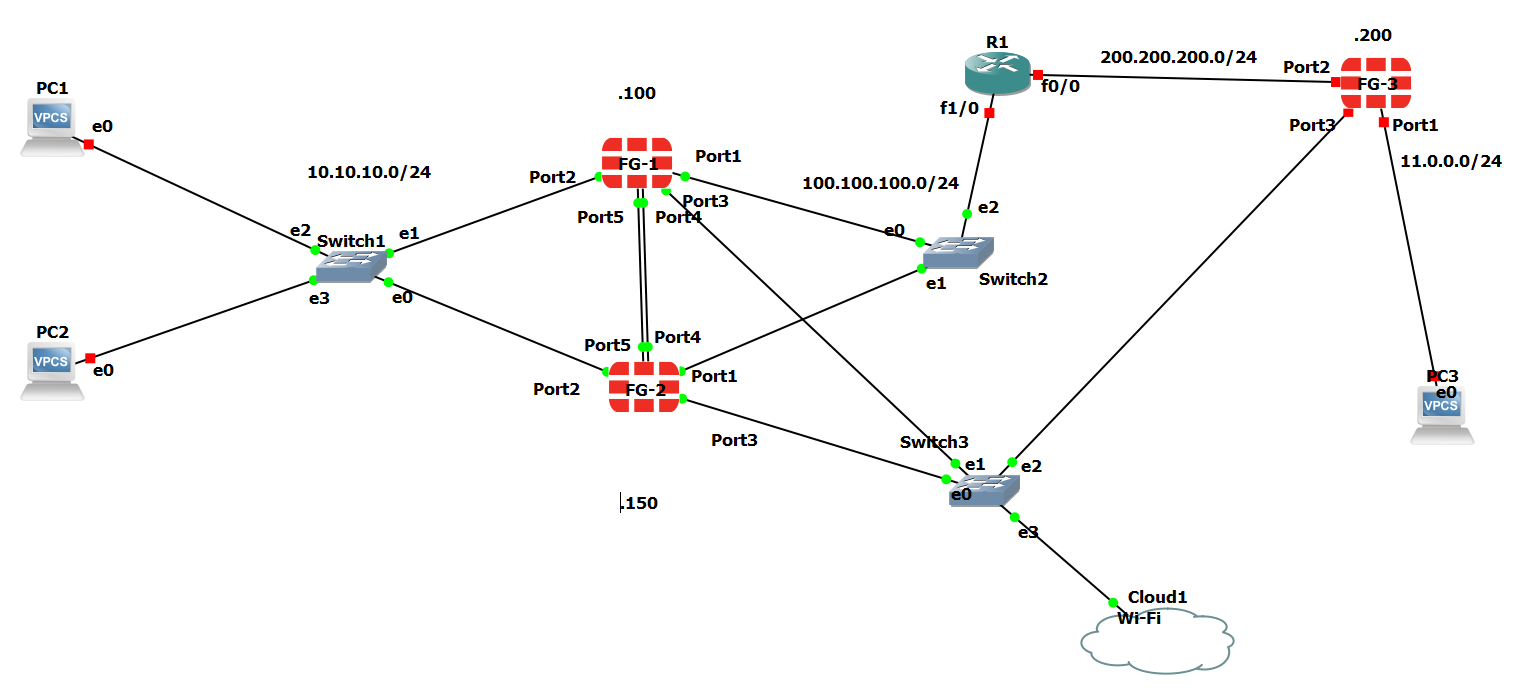 R1
.200
200.200.200.0/24
Port2
FG-3
f0/0
f1/0
Port3
Port1
11.0.0.0/24
PC1
VPCS
e0
.100
10.10.10.0/24
FG-1
Port1
Port2
100.100.100.0/24
Port3
Port5
Port4
e2
e0
e2
Switch1
e1
e1
Switch2
e3
e0
PC2
VPCS
e0
Port5
Port4
FG-2
Port1
Port2
PC3
e0
VPCS
Port3
Switch3
e1
e2
e0
.150
e3
Cloud1
Wi-Fi